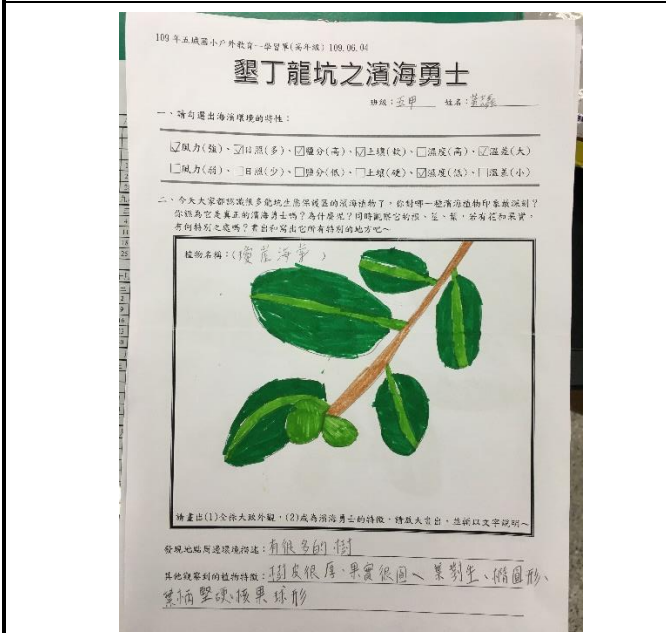 109年五城國小戶外教育--學習單(高年級) 109.06.04
墾丁龍坑之濱海勇士
班級:五甲 姓名:黃
一、請勾選出海濱環境的特性:
☑風力(強)、☑日照(多)、☑鹽分(高)、☑土壤(軟)、☐濕度(高)、☑溫差(大)
☐風力(弱)、☐日照(少)、☐鹽分(低)、☐土壤(硬)、☑濕度(低)、☐溫差(小)
二、今天大家都認識很多龍坑生態保護區的濱海植物了,你對哪一種濱海植物印象最深刻?
你認為它是真正的濱海勇士嗎?為什麼呢?同時觀察它的根、莖、葉,若有花和果實,
有何特別之處嗎?畫出和寫出它所有特別的地方吧~
植物名稱:(瓊崖海棠)
請畫出(1)全株大致外觀,(2)成為濱海勇士的特徵,請放大畫出,並輔以文字說明~
發現地點周邊環境描述:有很多的樹
其他觀察到的植物特徵:樹皮很厚、果實很圓、葉對生、橢圓形、
葉柄堅硬、核果球形